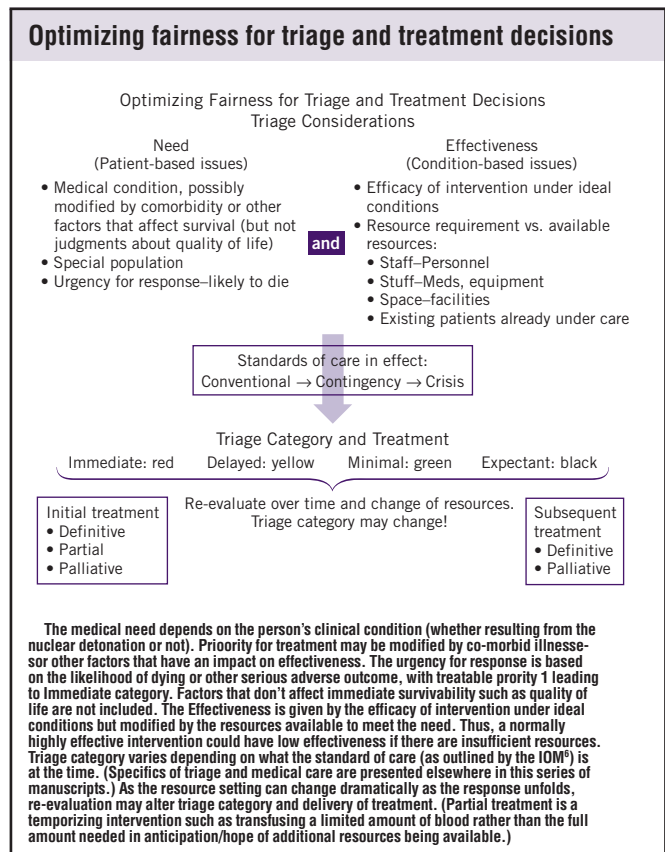 Optimizing fairness for triage and treatment decisions
Optimizing Fairness for Triage and Treatment Decisions
Triage Considerations
Need
(Patient-based issues)
• Medical condition, possibly
modified by comorbidity or other
factors that affect survival (but not
judgments about quality of life)
• Special population
• Urgency for response–likely to die
and
Effectiveness
(Condition-based issues)
• Efficacy of intervention under ideal
conditions
• Resource requirement vs. available
resources:
• Staff–Personnel
• Stuff–Meds, equipment
• Space–facilities
• Existing patients already under care
Standards of care in effect:
Conventional → Contingency → Crisis
Triage Category and Treatment
Immediate: red Delayed: yellow Minimal: green Expectant: black
Re-evaluate over time and change of resources.
Triage category may change!
Initial treatment
• Definitive
• Partial
• Palliative
Subsequent
treatment
• Definitive
• Palliative
The medical need depends on the person's clinical condition (whether resulting from the
nuclear detonation or not). Prioority for treatment may be modified by co-morbid illnesse-
sor other factors that have an impact on effectiveness. The urgency for response is based
on the likelihood of dying or other serious adverse outcome, with treatable prority 1 leading
to Immediate category. Factors that don't affect immediate survivability such as quality of
life are not included. The Effectiveness is given by the efficacy of intervention under ideal
conditions but modified by the resources available to meet the need. Thus, a normally
highly effective intervention could have low effectiveness if there are insufficient resources.
Triage category varies depending on what the standard of care (as outlined by the IOM⁶) is
at the time. (Specifics of triage and medical care are presented elsewhere in this series of
manuscripts.) As the resource setting can change dramatically as the response unfolds,
re-evaluation may alter triage category and delivery of treatment. (Partial treatment is a
temporizing intervention such as transfusing a limited amount of blood rather than the full
amount needed in anticipation/hope of additional resources being available.)